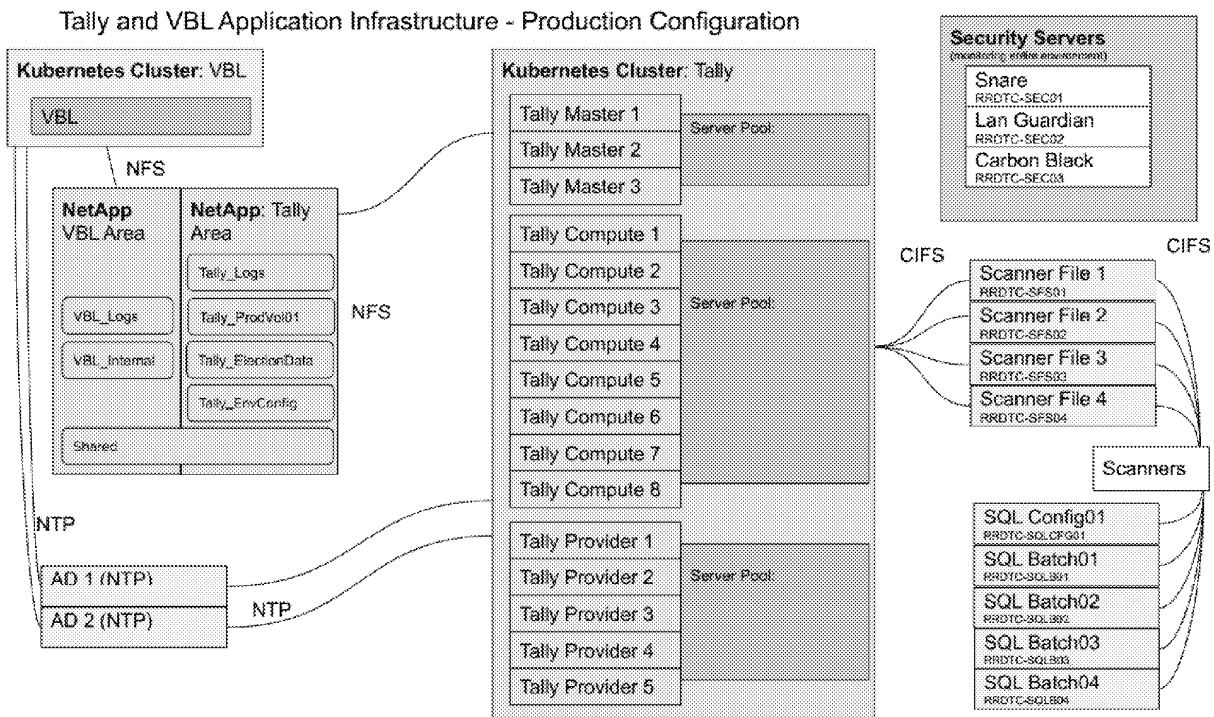 Tally and VBL Application Infrastructure - Production Configuration
Kubernetes Cluster: VBL
VBL
NFS
NetApp
VBL Area
VBL_Logs
VBL_Internal
NetApp: Tally
Area
Tally_Logs
Tally_ProdVol01
Tally_ElectionData
Tally_EnvConfig
Shared
NFS
NTP
AD 1 (NTP)
AD 2 (NTP)
NTP
Kubernetes Cluster: Tally
Tally Master 1
Tally Master 2
Tally Master 3
Server Pool:
Tally Compute 1
Tally Compute 2
Tally Compute 3
Tally Compute 4
Tally Compute 5
Tally Compute 6
Tally Compute 7
Tally Compute 8
Server Pool:
Tally Provider 1
Tally Provider 2
Tally Provider 3
Tally Provider 4
Tally Provider 5
Server Pool:
Security Servers
(monitoring entire environment)
Snare
RRDTC-SEC01
Lan Guardian
RRDTC-SEC02
Carbon Black
RRDTC-SEC03
CIFS
CIFS
Scanner File 1
RRDTC-SFS01
Scanner File 2
RRDTC-SFS02
Scanner File 3
RRDTC-SFS03
Scanner File 4
RRDTC-SFS04
Scanners
SQL Config01
RRDTC-SQLCFG01
SQL Batch01
RRDTC-SQLB01
SQL Batch02
RRDTC-SQLB02
SQL Batch03
RRDTC-SQLB03
SQL Batch04
RRDTC-SQLB04